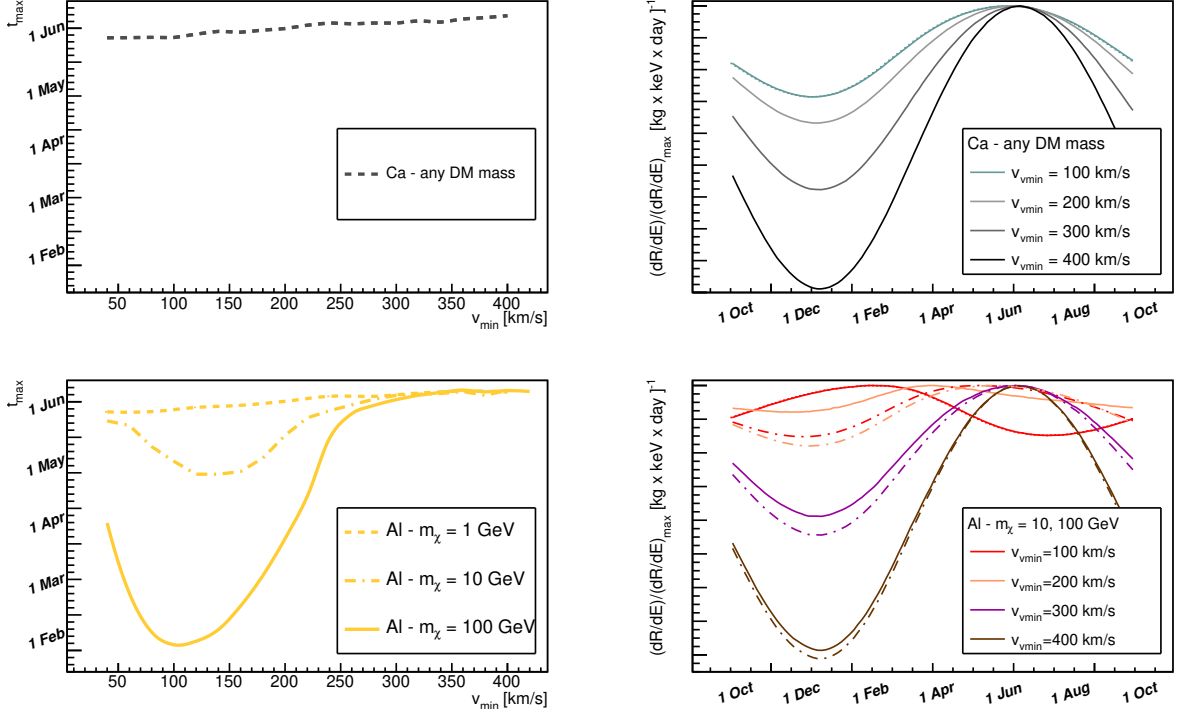 t_max
1 Jun
1 May
1 Apr
1 Mar
1 Feb
Ca - any DM mass
50 100 150 200 250 300 350 400
v_min [km/s]
(dR/dE)/(dR/dE)_max [kg x keV x day ]^-1
Ca - any DM mass
v_vmin = 100 km/s
v_vmin = 200 km/s
v_vmin = 300 km/s
v_vmin = 400 km/s
1 Oct 1 Dec 1 Feb 1 Apr 1 Jun 1 Aug 1 Oct
t_max
1 Jun
1 May
1 Apr
1 Mar
1 Feb
Al - m_χ = 1 GeV
Al - m_χ = 10 GeV
Al - m_χ = 100 GeV
50 100 150 200 250 300 350 400
v_min [km/s]
(dR/dE)/(dR/dE)_max [kg x keV x day ]^-1
Al - m_χ = 10, 100 GeV
v_vmin=100 km/s
v_vmin=200 km/s
v_vmin=300 km/s
v_vmin=400 km/s
1 Oct 1 Dec 1 Feb 1 Apr 1 Jun 1 Aug 1 Oct